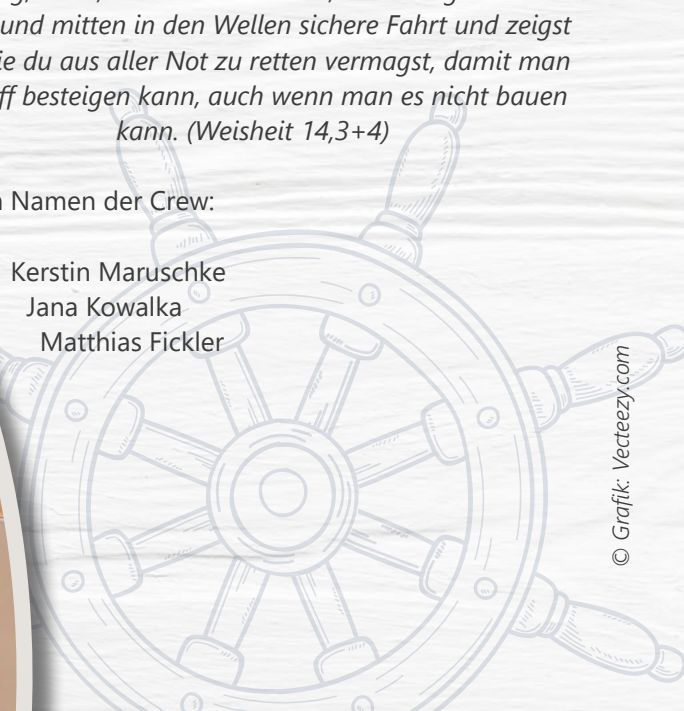 und mitten in den Wellen sichere Fahrt und zeigst
du aus aller Not zu retten vermagst, damit man
besteigen kann, auch wenn man es nicht bauen
kann. (Weisheit 14,3+4)
Namen der Crew:
Kerstin Maruschke
Jana Kowalka
Matthias Fickler
© Grafik: Vecteezy.com